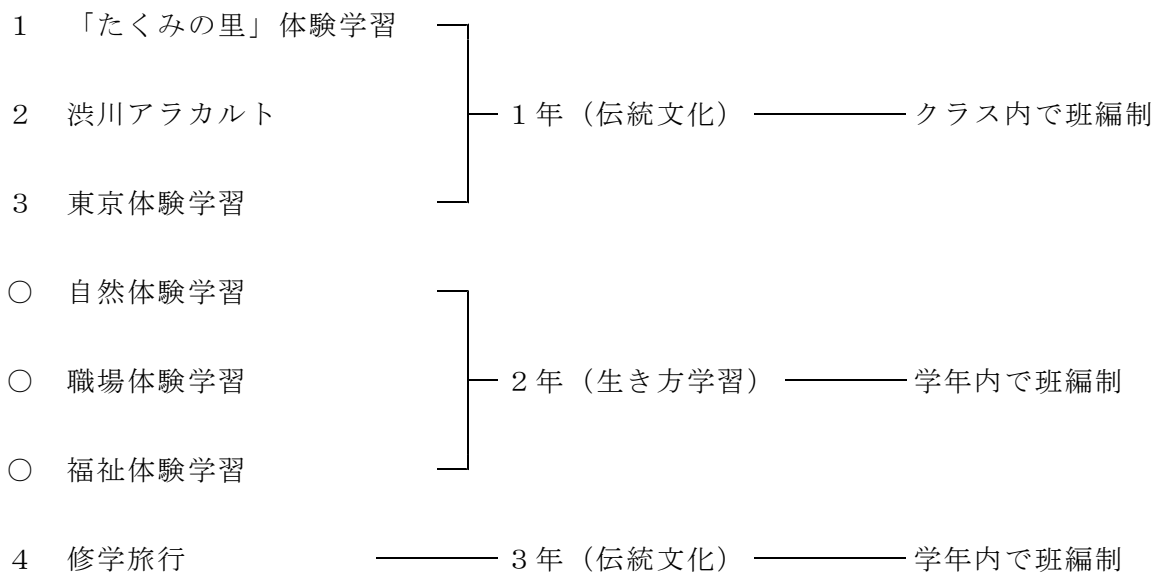 1 「たくみの里」体験学習
2 渋川アラカルト 1年（伝統文化） クラス内で班編制
3 東京体験学習
○ 自然体験学習
○ 職場体験学習 2年（生き方学習） 学年内で班編制
○ 福祉体験学習
4 修学旅行 3年（伝統文化） 学年内で班編制